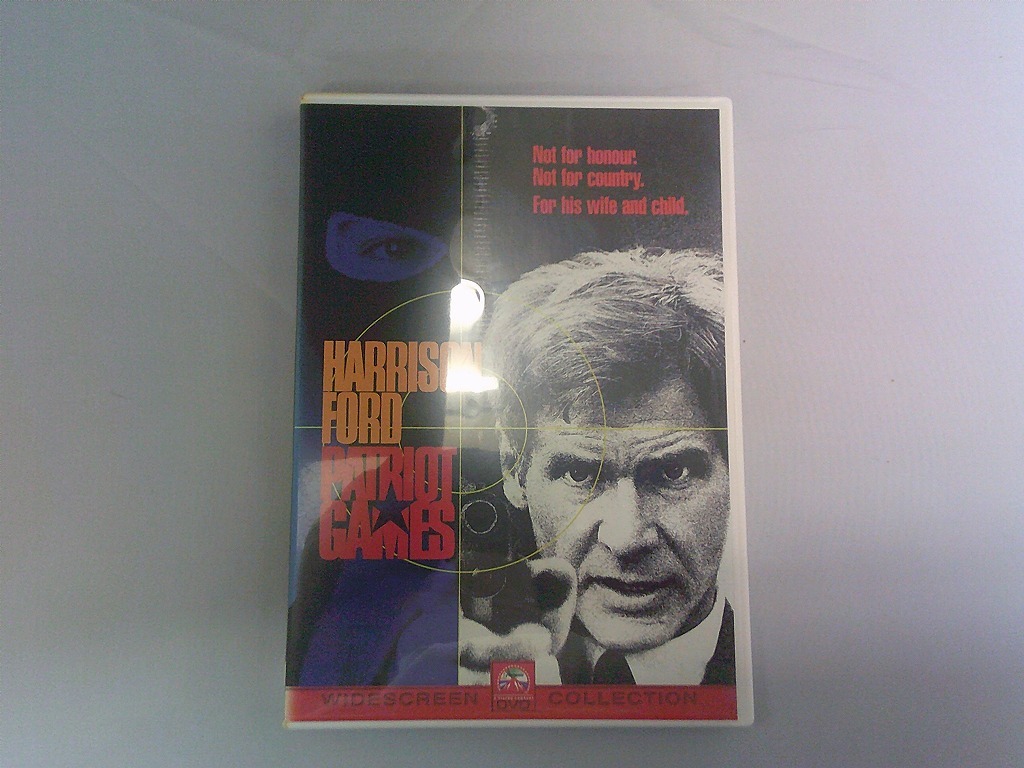 Not for honour.
Not for country.
For his wife and child.
HARRISON
FORD
PATRIOT
GAMES
WIDESCREEN DVD COLLECTION